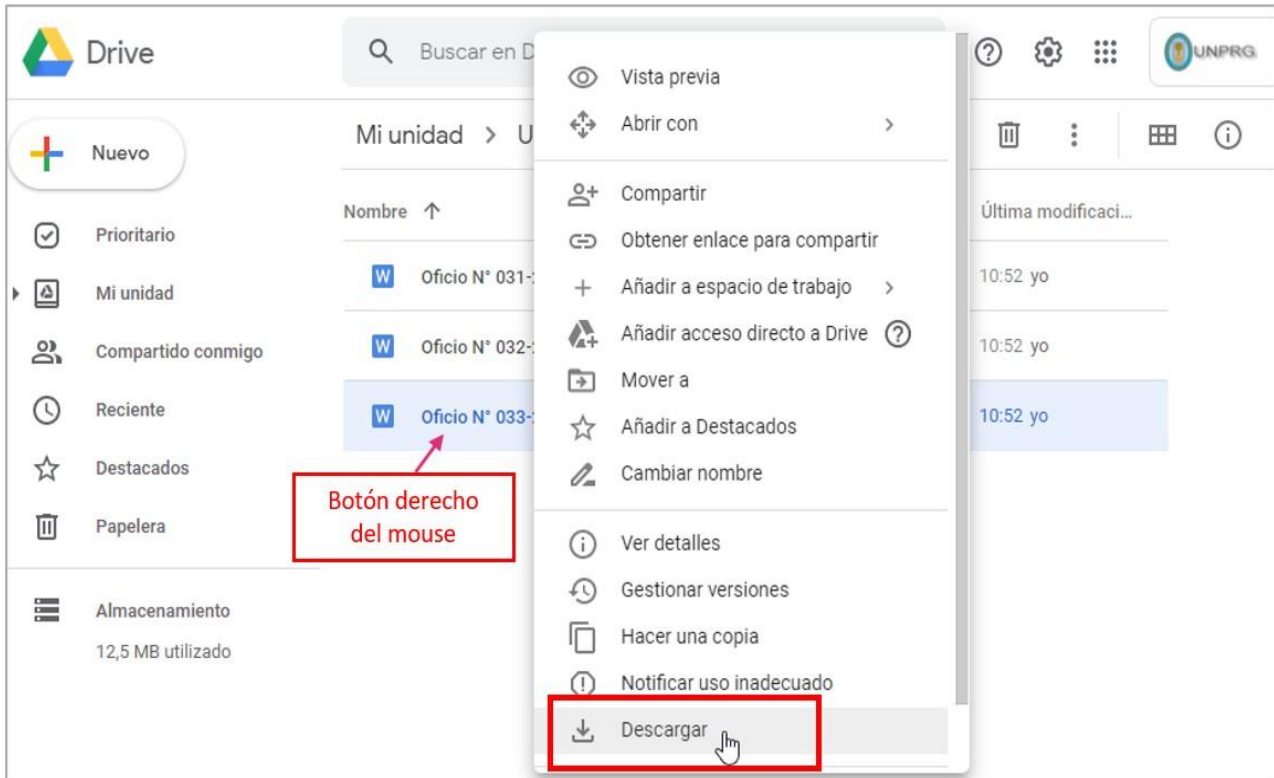 Drive
Buscar en D
UNPRG
Nuevo
Prioritario
Mi unidad
Compartido conmigo
Reciente
Destacados
Papelera
Almacenamiento
12,5 MB utilizado
Mi unidad > U
Nombre ↑
Última modificaci...
W Oficio N° 031-
10:52 yo
W Oficio N° 032-
10:52 yo
W Oficio N° 033-
10:52 yo
Botón derecho
del mouse
Vista previa
Abrir con >
Compartir
Obtener enlace para compartir
Añadir a espacio de trabajo >
Añadir acceso directo a Drive ?
Mover a
Añadir a Destacados
Cambiar nombre
Ver detalles
Gestionar versiones
Hacer una copia
Notificar uso inadecuado
Descargar